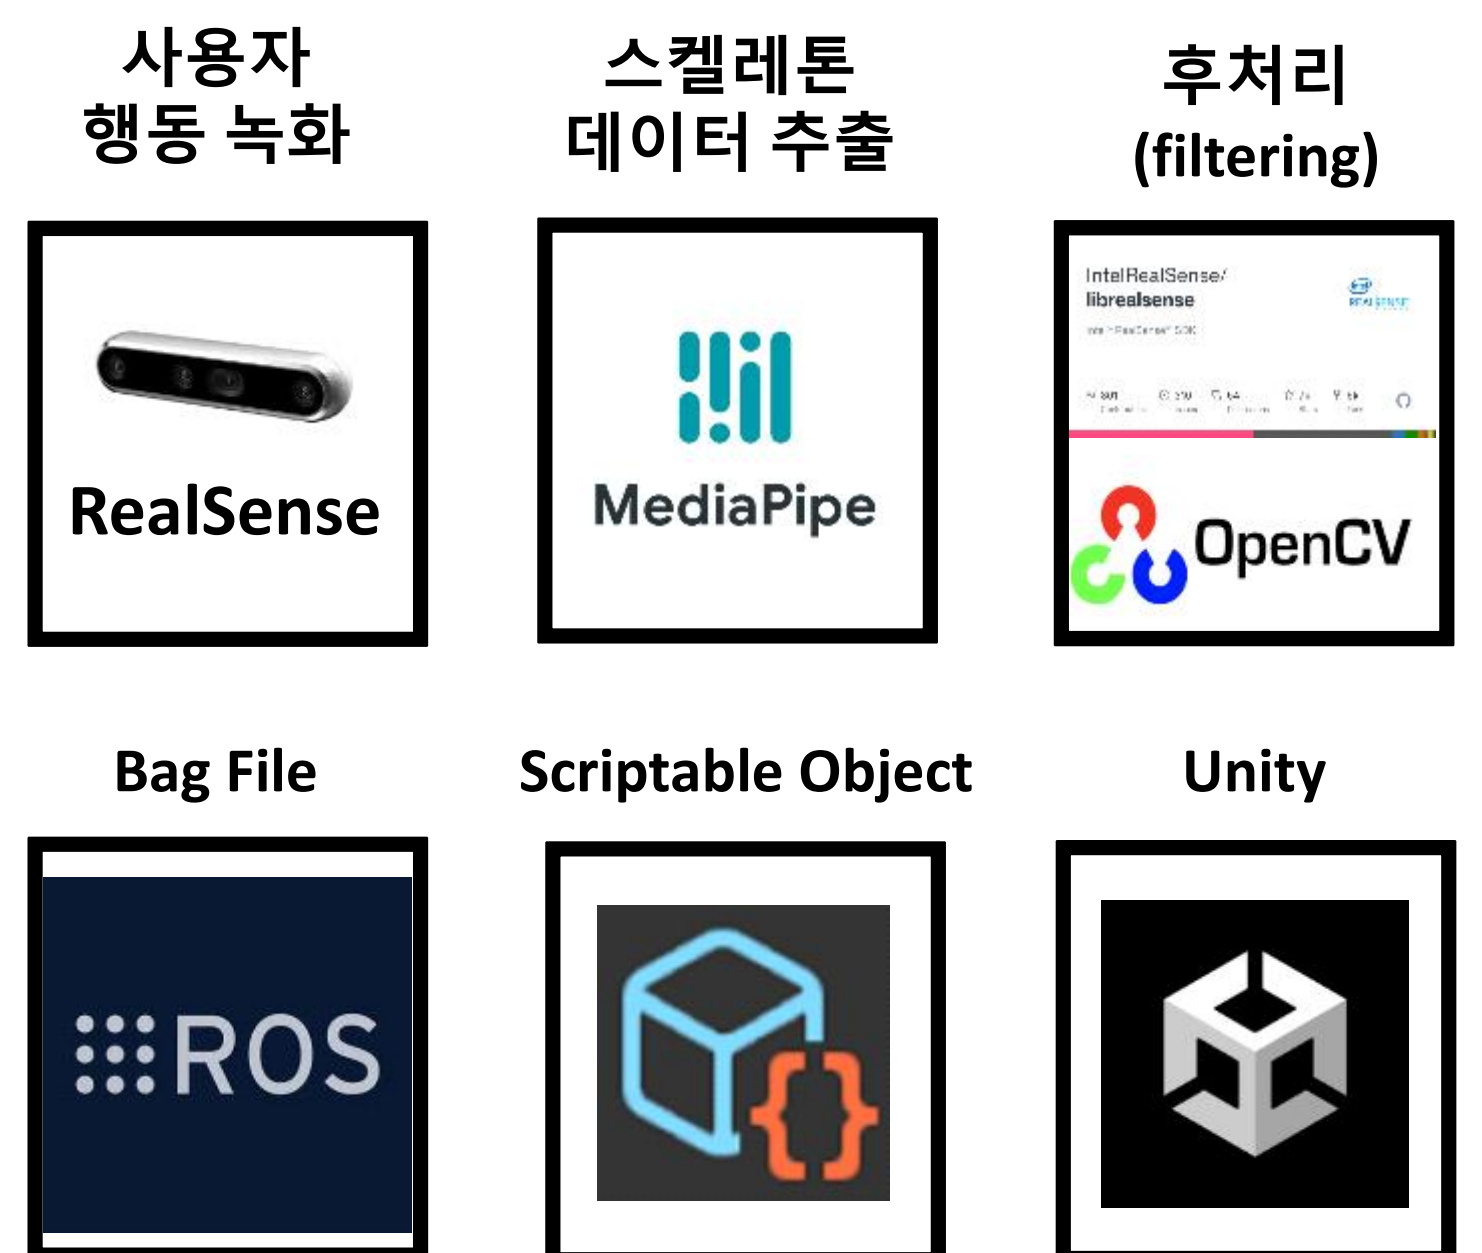 사용자
행동 녹화
스켈레톤
데이터 추출
후처리
(filtering)
RealSense
MediaPipe
IntelRealSense/
librealsense
REALSENSE
OpenCV
Bag File
Scriptable Object
Unity
ROS